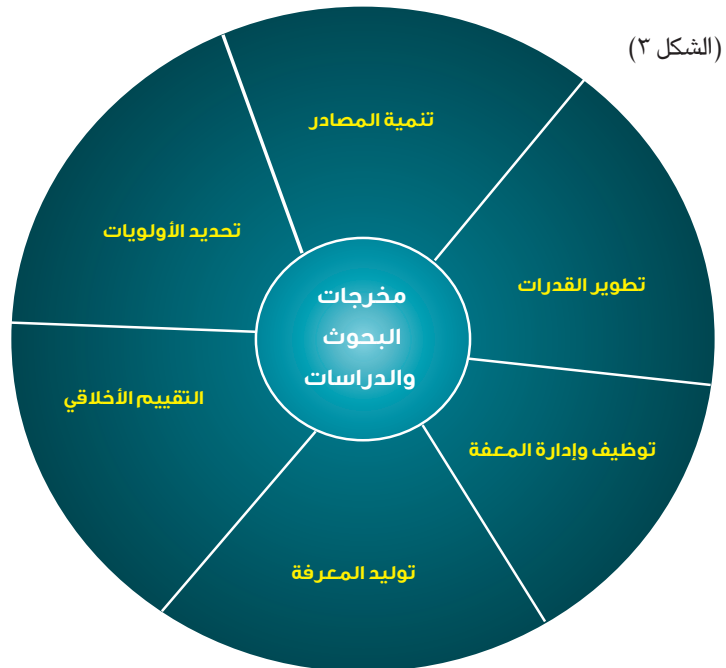 (الشكل ٣)
تنمية المصادر
تحديد الأولويات
تطوير القدرات
مخرجات
البحوث
والدراسات
التقييم الأخلاقي
توظيف وإدارة المعفة
توليد المعرفة